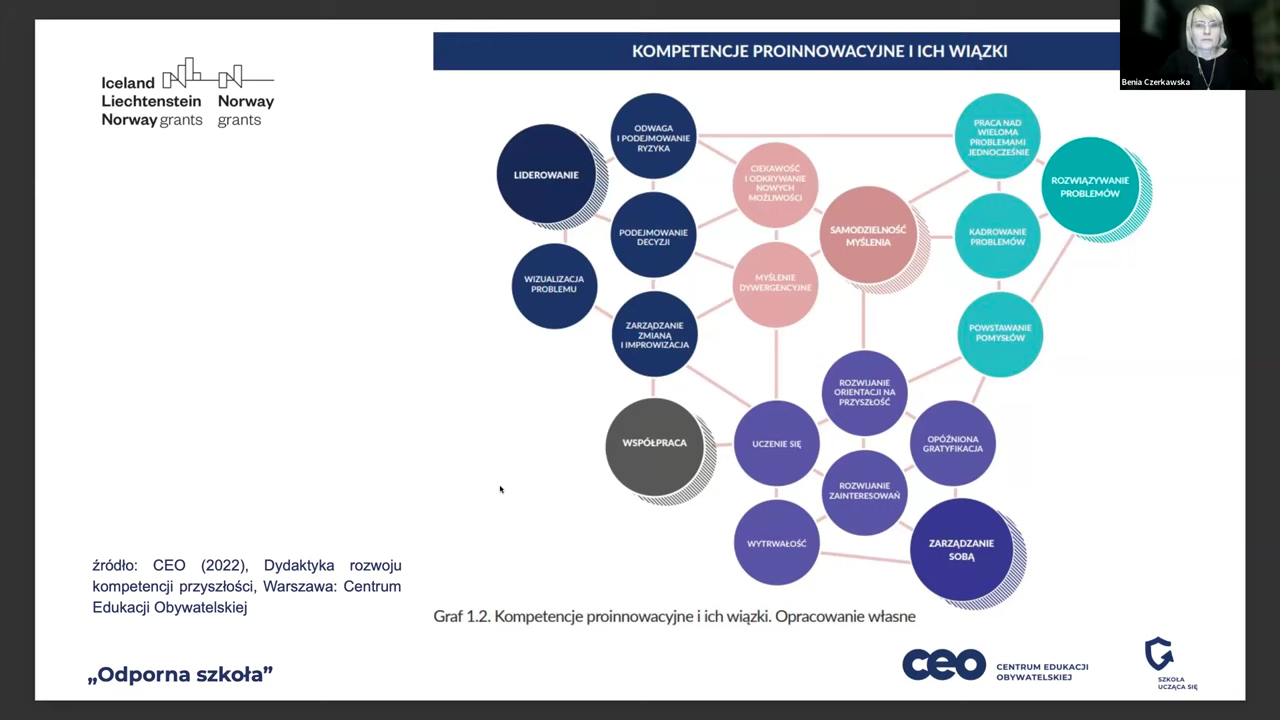 Iceland
Liechtenstein Norway
Norway grants grants
KOMPETENCJE PROINNOWACYJNE I ICH WIĄZKI
Benia Czerkawska
LIDEROWANIE
ODWAGA
I PODEJMOWANIE
RYZYKA
CIEKAWOŚĆ
I ODKRYWANIE
NOWYCH
MOŻLIWOŚCI
PRACA NAD
WIELOMA
PROBLEMAMI
JEDNOCZEŚNIE
ROZWIĄZYWANIE
PROBLEMÓW
PODEJMOWANIE
DECYZJI
SAMODZIELNOŚĆ
MYŚLENIA
KADROWANIE
PROBLEMÓW
WIZUALIZACJA
PROBLEMU
MYŚLENIE
DYWERGENCYJNE
ZARZĄDZANIE
ZMIANĄ
I IMPROWIZACJA
POWSTAWANIE
POMYSŁÓW
ROZWIJANIE
ORIENTACJI NA
PRZYSZŁOŚĆ
WSPÓŁPRACA
UCZENIE SIĘ
OPÓŹNIONA
GRATYFIKACJA
ROZWIJANIE
ZAINTERESOWAŃ
WYTRWAŁOŚĆ
ZARZĄDZANIE
SOBĄ
źródło: CEO (2022), Dydaktyka rozwoju
kompetencji przyszłości, Warszawa: Centrum
Edukacji Obywatelskiej
Graf 1.2. Kompetencje proinnowacyjne i ich wiązki. Opracowanie własne
„Odporna szkoła”
ceo CENTRUM EDUKACJI
OBYWATELSKIEJ
SZKOŁA
UCZĄCA SIĘ